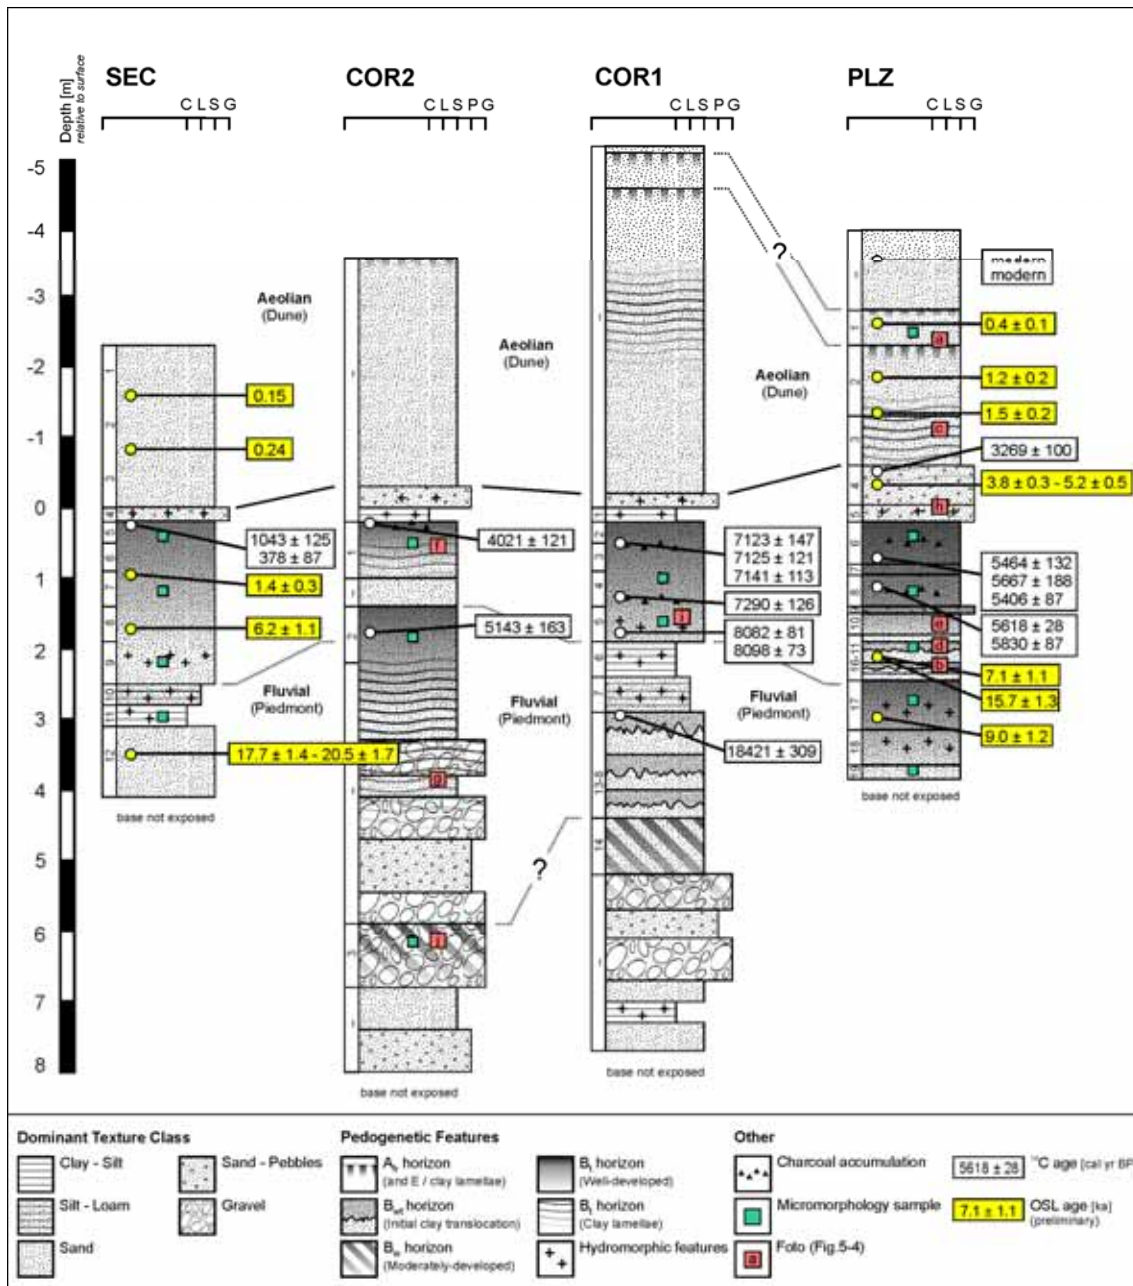 SEC
COR2
COR1
PLZ
Depth [m]
relative to surface
C L S G
C L S P G
C L S P G
C L S G
-5
-4
-3
-2
-1
0
1
2
3
4
5
6
7
8
Aeolian
(Dune)
Aeolian
(Dune)
Aeolian
(Dune)
Fluvial
(Piedmont)
Fluvial
(Piedmont)
?
?
0.15
0.24
1043 ± 125
378 ± 87
1.4 ± 0.3
6.2 ± 1.1
17.7 ± 1.4 - 20.5 ± 1.7
base not exposed
4021 ± 121
5143 ± 163
base not exposed
7123 ± 147
7125 ± 121
7141 ± 113
7290 ± 126
8082 ± 81
8098 ± 73
18421 ± 309
base not exposed
modern
modern
0.4 ± 0.1
1.2 ± 0.2
1.5 ± 0.2
3269 ± 100
3.8 ± 0.3 - 5.2 ± 0.5
5464 ± 132
5667 ± 188
5406 ± 87
5618 ± 28
5830 ± 87
7.1 ± 1.1
15.7 ± 1.3
9.0 ± 1.2
base not exposed
Dominant Texture Class
Clay - Silt
Silt - Loam
Sand
Sand - Pebbles
Gravel
Pedogenetic Features
Ah horizon
(and E / clay lamellae)
Bwt horizon
(Initial clay translocation)
Bw horizon
(Moderately-developed)
Bt horizon
(Well-developed)
Bt horizon
(Clay lamellae)
Hydromorphic features
Other
Charcoal accumulation
Micromorphology sample
Foto (Fig.5-4)
5618 ± 28
14C age [cal yr BP
7.1 ± 1.1
OSL age [ka]
(preliminary)